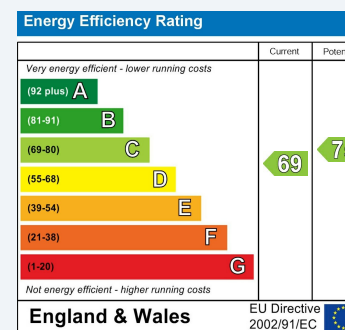 Energy Efficiency Rating
Current
Very energy efficient - lower running costs
(92 plus) A
(81-91) B
(69-80) C
(55-68) D
(39-54) E
(21-38) F
(1-20) G
69
Not energy efficient - higher running costs
England & Wales
EU Directive
2002/91/EC